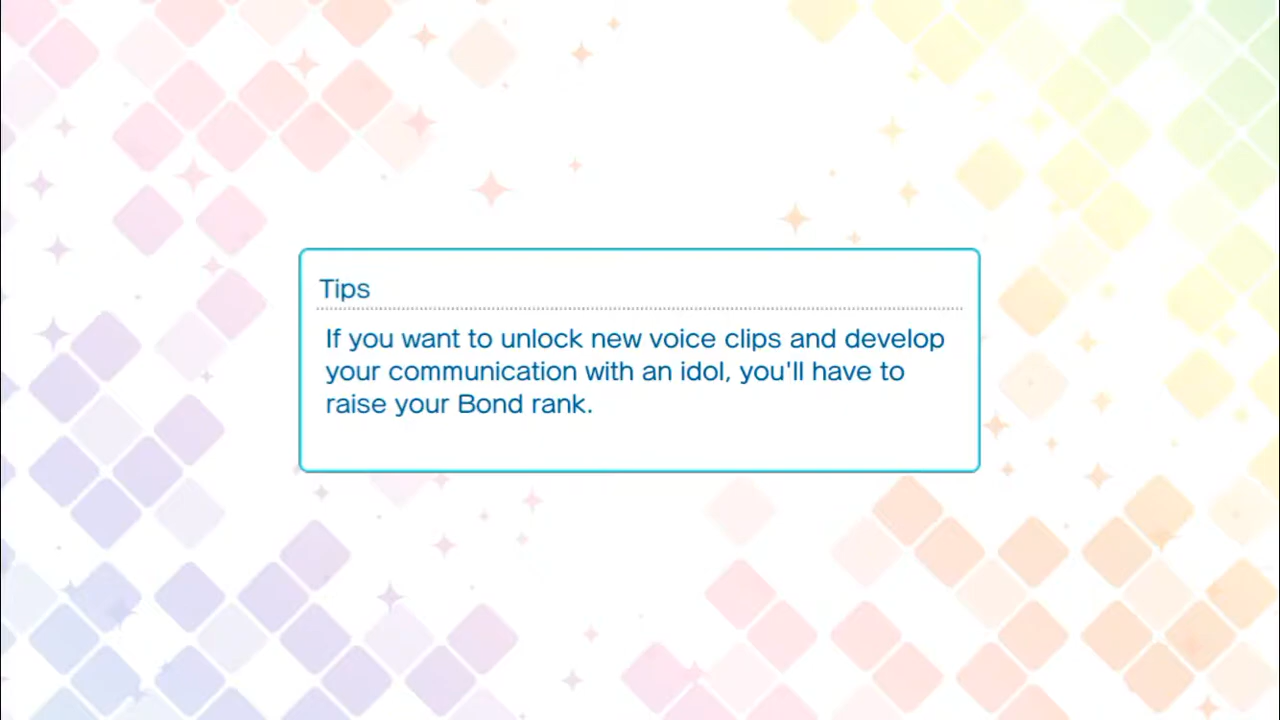 Tips
If you want to unlock new voice clips and develop
your communication with an idol, you'll have to
raise your Bond rank.